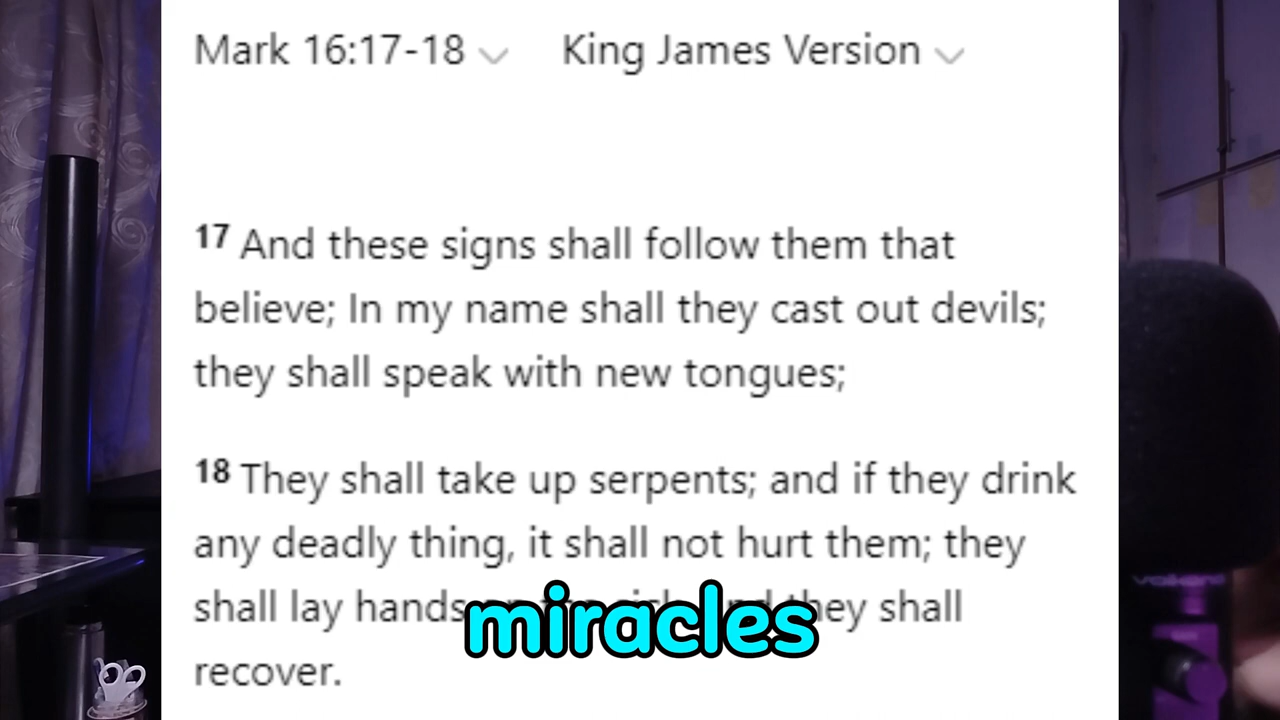 Mark 16:17-18 King James Version
17 And these signs shall follow them that
believe; In my name shall they cast out devils;
they shall speak with new tongues;
18 They shall take up serpents; and if they drink
any deadly thing, it shall not hurt them; they
shall lay hands they shall
miracles
recover.